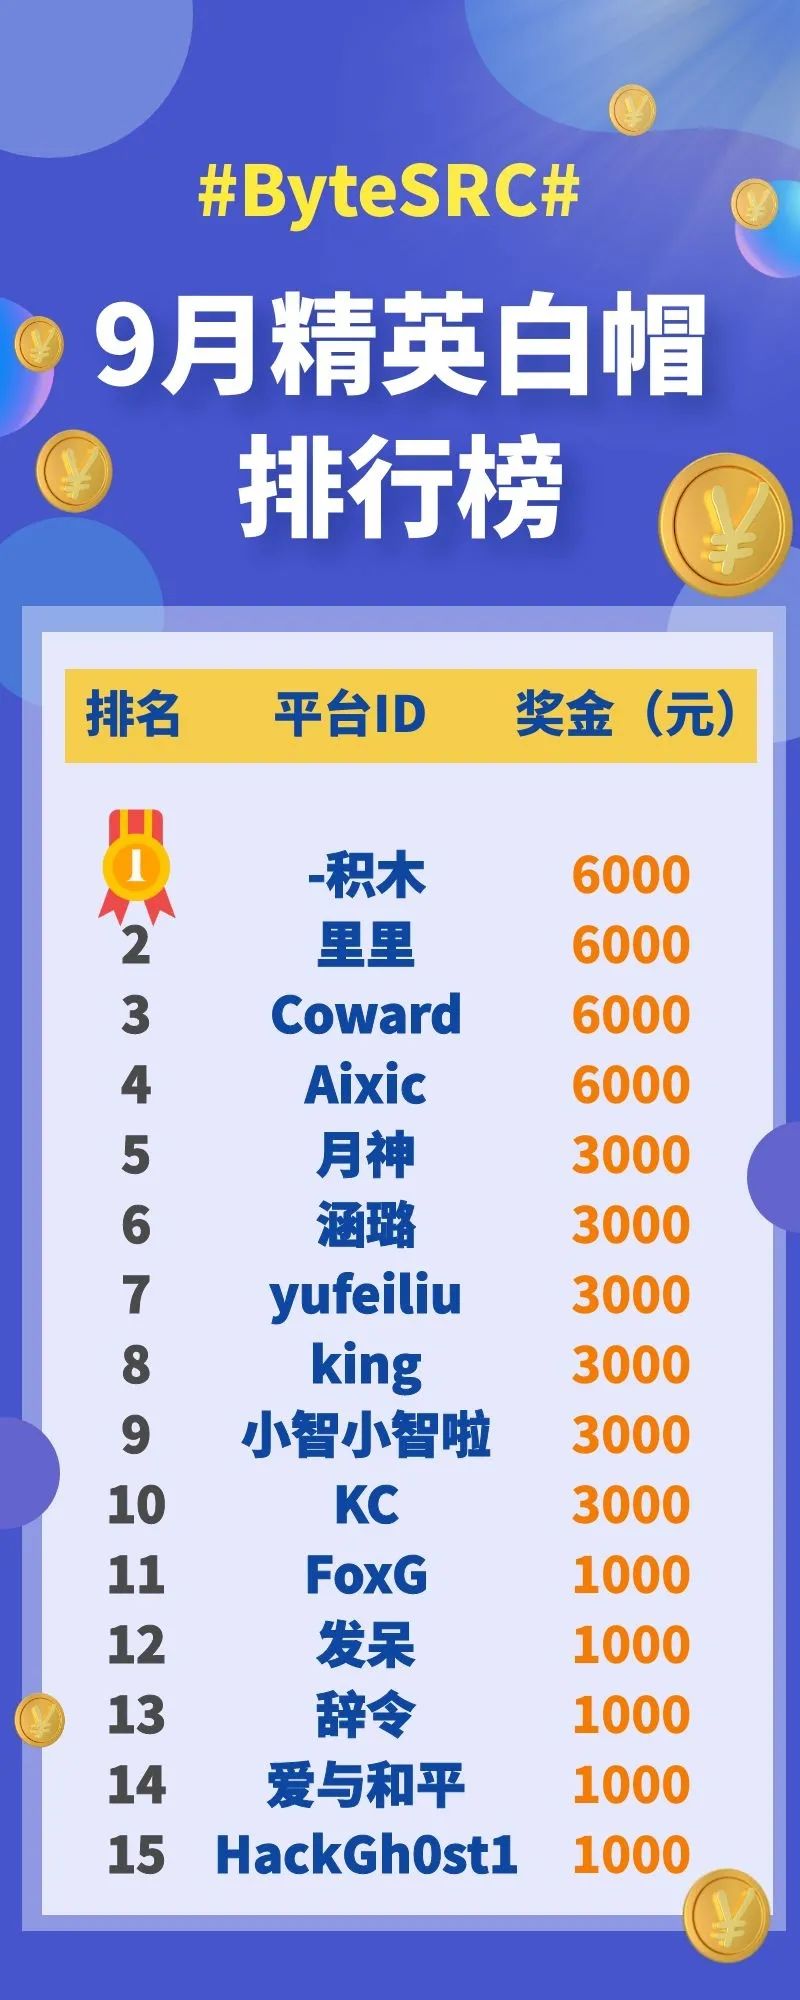 #ByteSRC#
9月精英白帽
排行榜
排名 平台ID 奖金（元）
1 -积木 6000
2 里里 6000
3 Coward 6000
4 Aixic 6000
5 月神 3000
6 涵璐 3000
7 yufeiliu 3000
8 king 3000
9 小智小智啦 3000
10 KC 3000
11 FoxG 1000
12 发呆 1000
13 辞令 1000
14 爱与和平 1000
15 HackGh0st1 1000